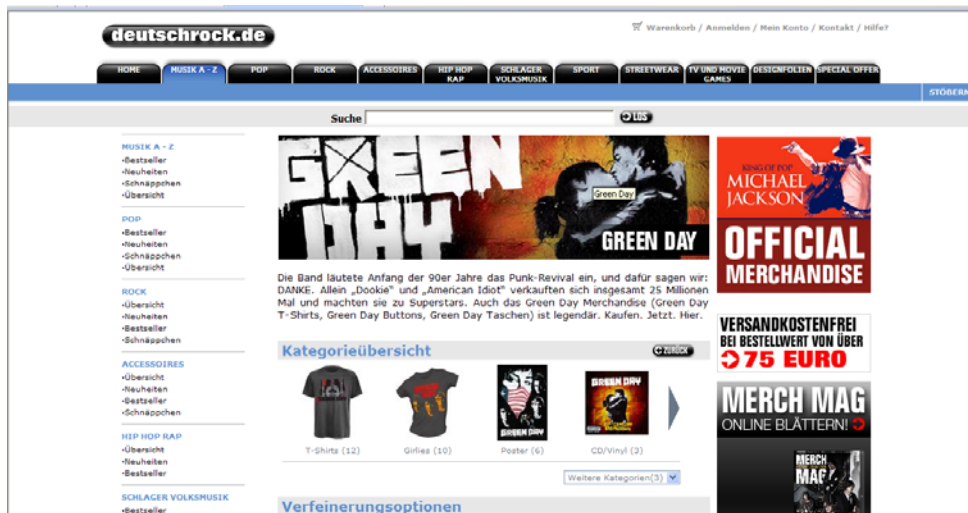 deutschrock.de
Warenkorb / Anmelden / Mein Konto / Kontakt / Hilfe?
HOME
MUSIK A - Z
POP
ROCK
ACCESSOIRES
HIP HOP
RAP
SCHLAGER
VOLKSMUSIK
SPORT
STREETWEAR
TV UND MOVIE
GAMES
DESIGNFOLIEN
SPECIAL OFFER
STÖBERN
Suche
LOS
MUSIK A - Z
•Bestseller
•Neuheiten
•Schnäppchen
•Übersicht
POP
•Bestseller
•Neuheiten
•Schnäppchen
•Übersicht
ROCK
•Übersicht
•Neuheiten
•Bestseller
•Schnäppchen
ACCESSOIRES
•Übersicht
•Neuheiten
•Bestseller
•Schnäppchen
HIP HOP RAP
•Übersicht
•Neuheiten
•Bestseller
SCHLAGER VOLKSMUSIK
•Bestseller
GREEN
DAY
Green Day
GREEN DAY
Die Band läutete Anfang der 90er Jahre das Punk-Revival ein, und dafür sagen wir:
DANKE. Allein „Dookie“ und „American Idiot“ verkauften sich insgesamt 25 Millionen
Mal und machten sie zu Superstars. Auch das Green Day Merchandise (Green Day
T-Shirts, Green Day Buttons, Green Day Taschen) ist legendär. Kaufen. Jetzt. Hier.
Kategorieübersicht
ZURÜCK
GREEN DAY
GREEN DAY
T-Shirts (12)
Girlies (10)
Poster (6)
CD/Vinyl (3)
Weitere Kategorien(3)
Verfeinerungsoptionen
KING OF POP
MICHAEL
JACKSON
OFFICIAL
MERCHANDISE
VERSANDKOSTENFREI
BEI BESTELLWERT VON ÜBER
75 EURO
MERCH MAG
ONLINE BLÄTTERN!
MERCH
MAG